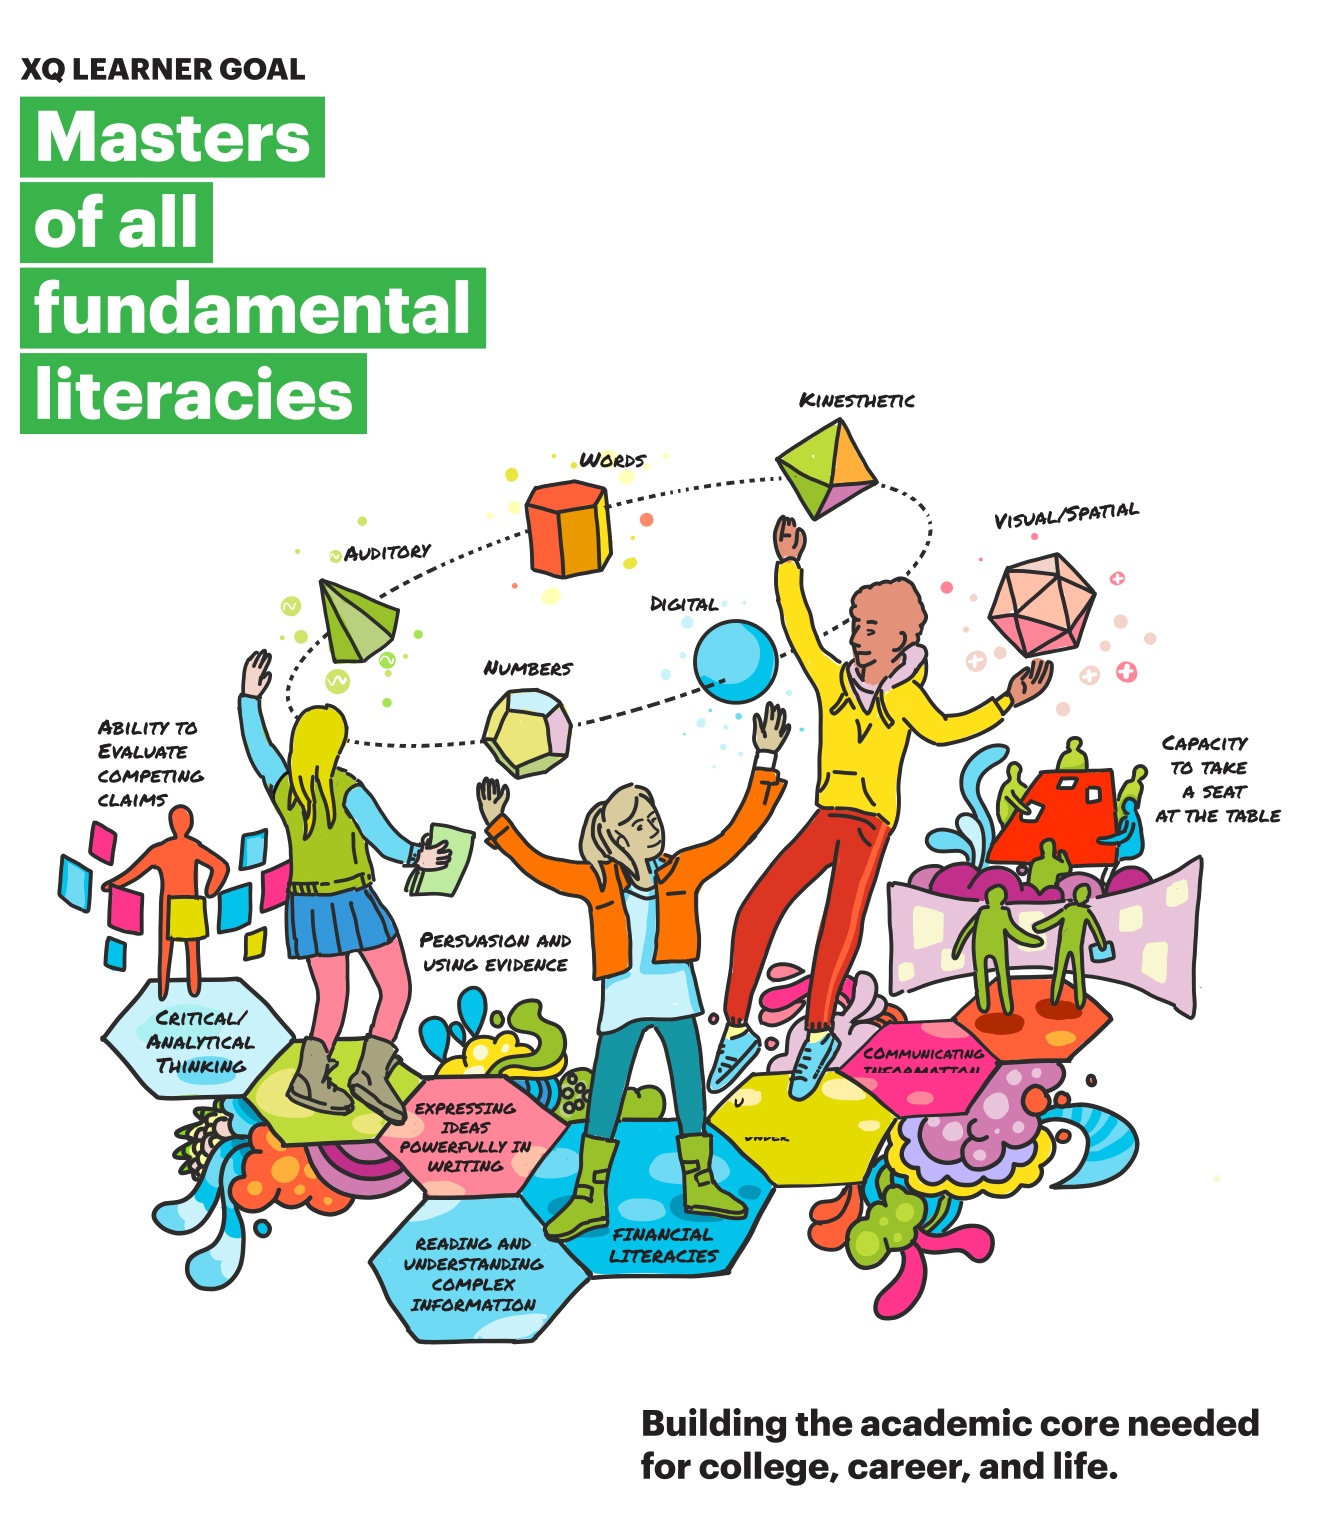 XQ LEARNER GOAL
Masters
of all
fundamental
literacies
KINESTHETIC
WORDS
VISUAL/SPATIAL
AUDITORY
DIGITAL
NUMBERS
ABILITY TO
EVALUATE
COMPETING
CLAIMS
CAPACITY
TO TAKE
A SEAT
AT THE TABLE
PERSUASION AND
USING EVIDENCE
CRITICAL/
ANALYTICAL
THINKING
COMMUNICATING
INFORMATION
EXPRESSING
IDEAS
POWERFULLY IN
WRITING
FINANCIAL
LITERACIES
READING AND
UNDERSTANDING
COMPLEX
INFORMATION
Building the academic core needed
for college, career, and life.